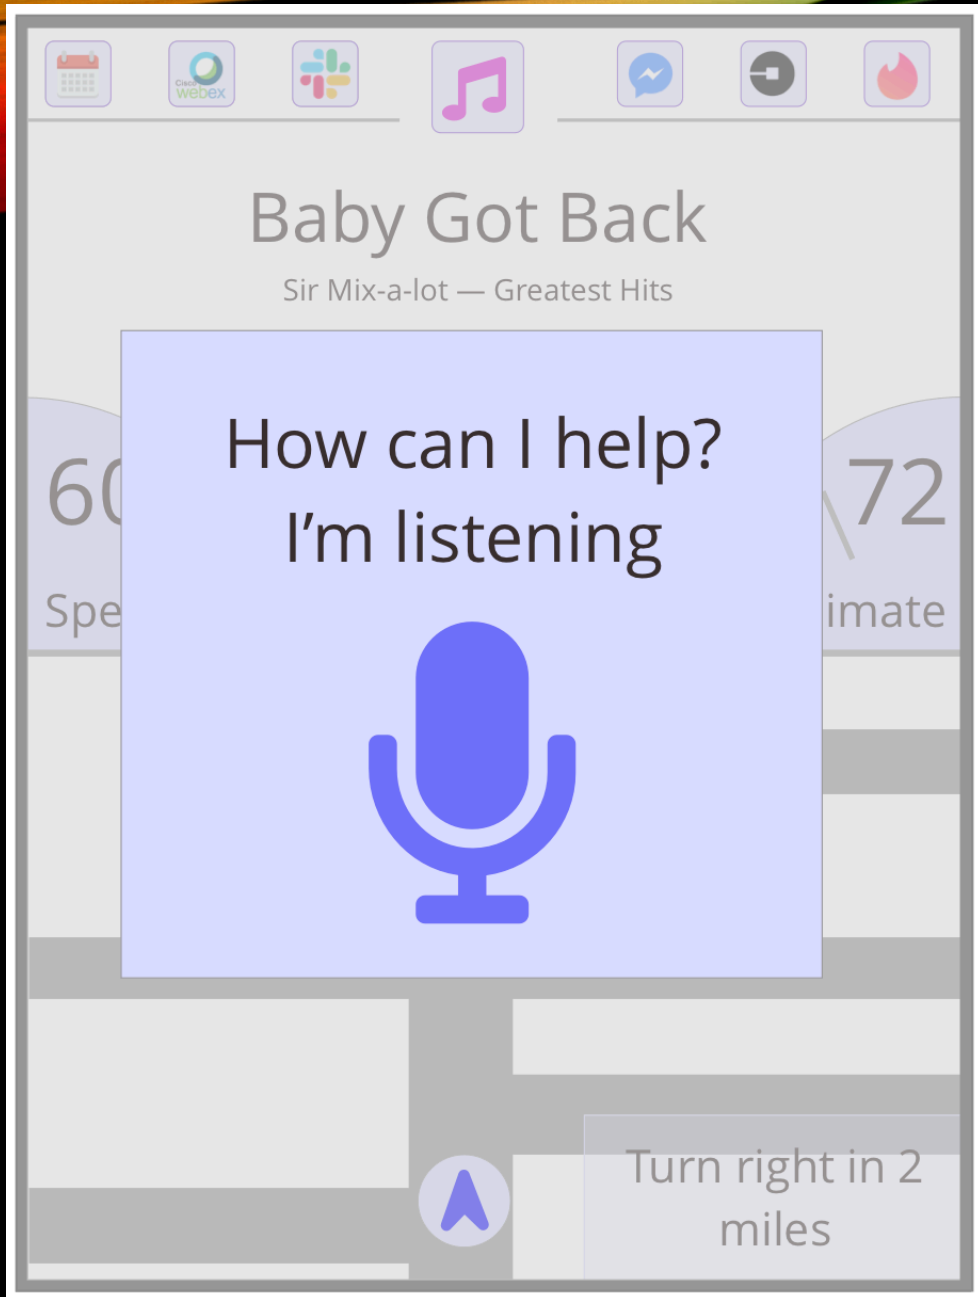 Cisco
webex
Baby Got Back
Sir Mix-a-lot — Greatest Hits
How can I help?
I’m listening
60
72
Spe
imate
Turn right in 2
miles